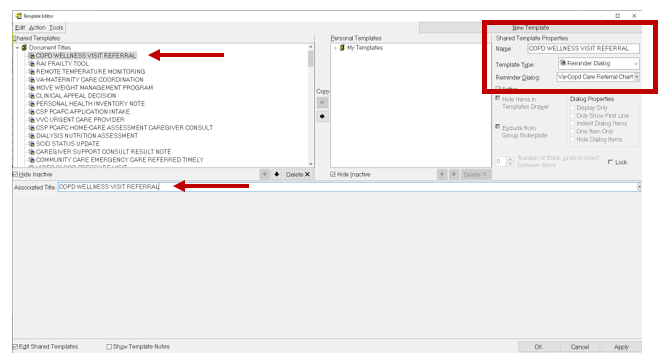 Template Editor
Edit Action Tools
New Template
Shared Templates
Document Titles
COPD WELLNESS VISIT REFERRAL
RAI FRAILTY TOOL
REMOTE TEMPERATURE MONITORING
VA-MATERNITY CARE COORDINATION
MOVE WEIGHT MANAGEMENT PROGRAM
CLINICAL APPEAL DECISION
PERSONAL HEALTH INVENTORY NOTE
CSP PCAFC APPLICATION INTAKE
VVC URGENT CARE PROVIDER
CSP PCAFC HOME-CARE ASSESSMENT CAREGIVER CONSULT
DIALYSIS NUTRITION ASSESSMENT
SCID STATUS UPDATE
CAREGIVER SUPPORT CONSULT RESULT NOTE
COMMUNITY CARE EMERGENCY CARE REFERRED TIMELY
Hide Inactive
Delete
Copy
Personal Templates
My Templates
Hide Inactive
Delete
Shared Template Properties
Name: COPD WELLNESS VISIT REFERRAL
Template Type: Reminder Dialog
Reminder Dialog: Va-Copd Care Referral Chart
Active
Hide Items in
Templates Drawer
Exclude from
Group Boilerplate
Dialog Properties
Display Only
Only Show First Line
Indent Dialog Items
One Item Only
Hide Dialog Items
0 Number of Blank Lines to insert
between items
Lock
Associated Title: COPD WELLNESS VISIT REFERRAL
Edit Shared Templates
Show Template Notes
OK
Cancel
Apply